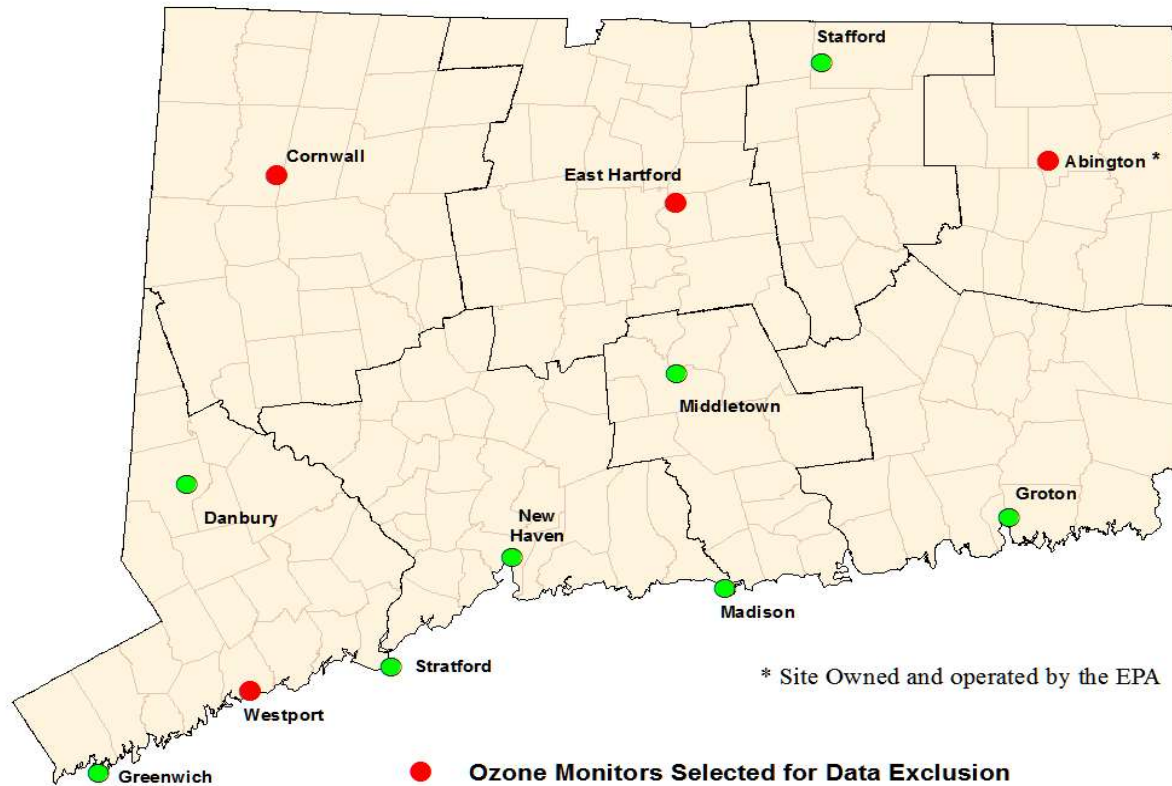 Stafford
Cornwall
East Hartford
Abington *
Middletown
Danbury
New
Haven
Groton
Madison
Stratford
* Site Owned and operated by the EPA
Westport
Greenwich
Ozone Monitors Selected for Data Exclusion